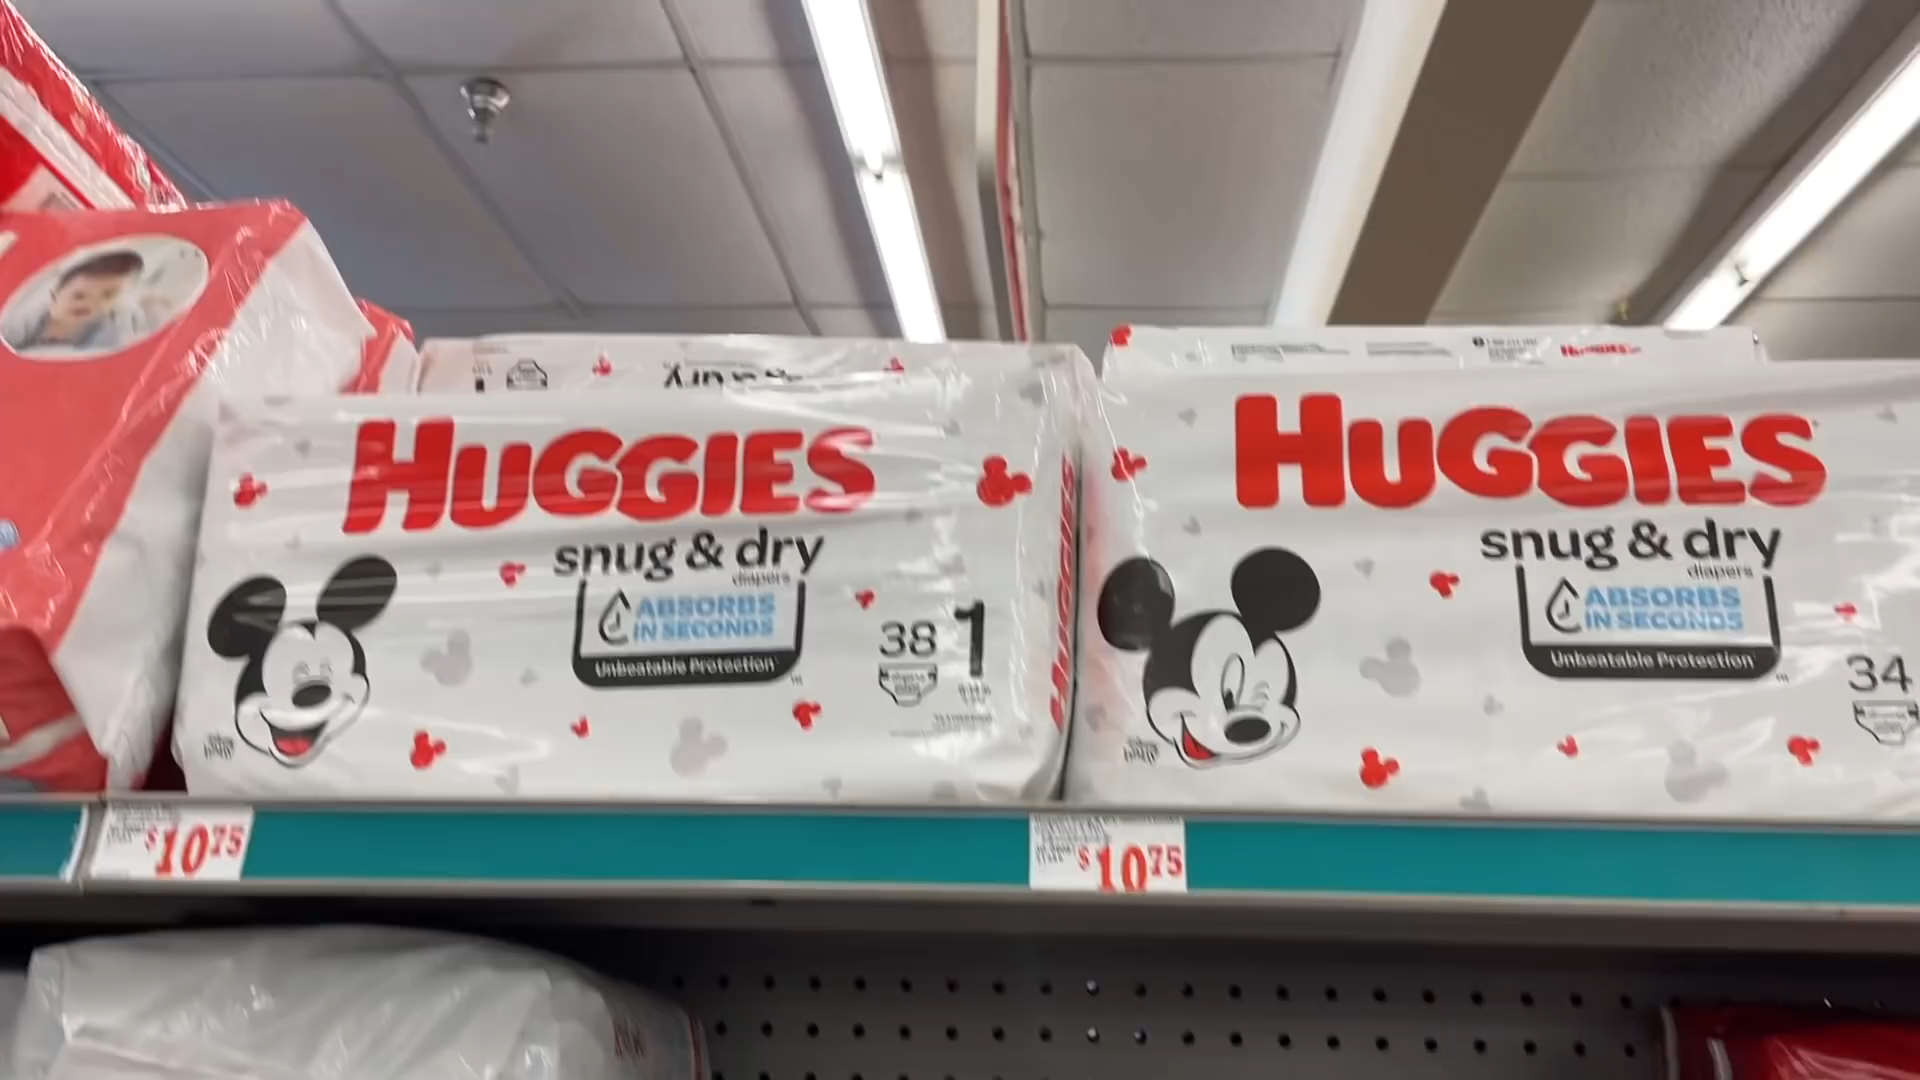 HUGGIES
snug & dry
diapers
ABSORBS
IN SECONDS
Unbeatable Protection
38 1
HUGGIES
HUGGIES
HUGGIES
snug & dry
diapers
ABSORBS
IN SECONDS
Unbeatable Protection
34
$10 75
$10 75